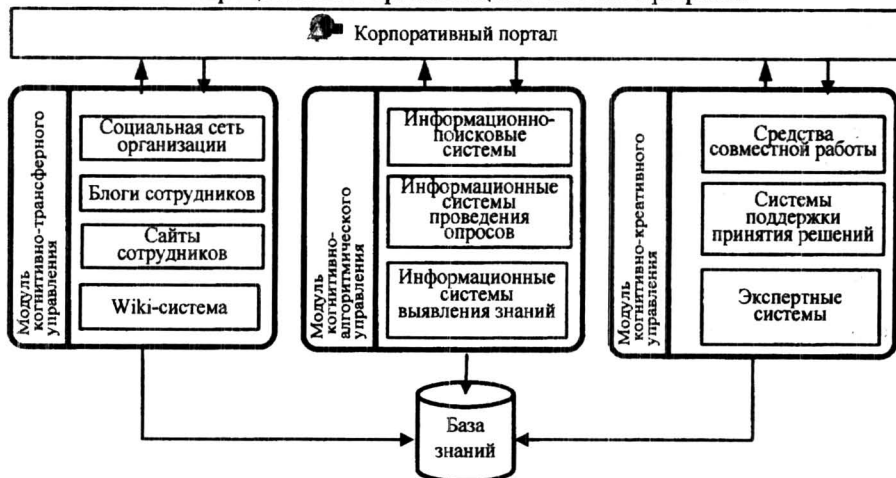 Корпоративный портал
Модуль
когнитивно-трансферного
управления
Социальная сеть
организации
Блоги сотрудников
Сайты
сотрудников
Wiki-система
Модуль
когнитивно-
алгоритмического
управления
Информационно-
поисковые
системы
Информационные
системы
проведения
опросов
Информационные
системы
выявления знаний
Модуль
когнитивно-креативного
управления
Средства
совместной работы
Системы
поддержки
принятия решений
Экспертные
системы
База
знаний